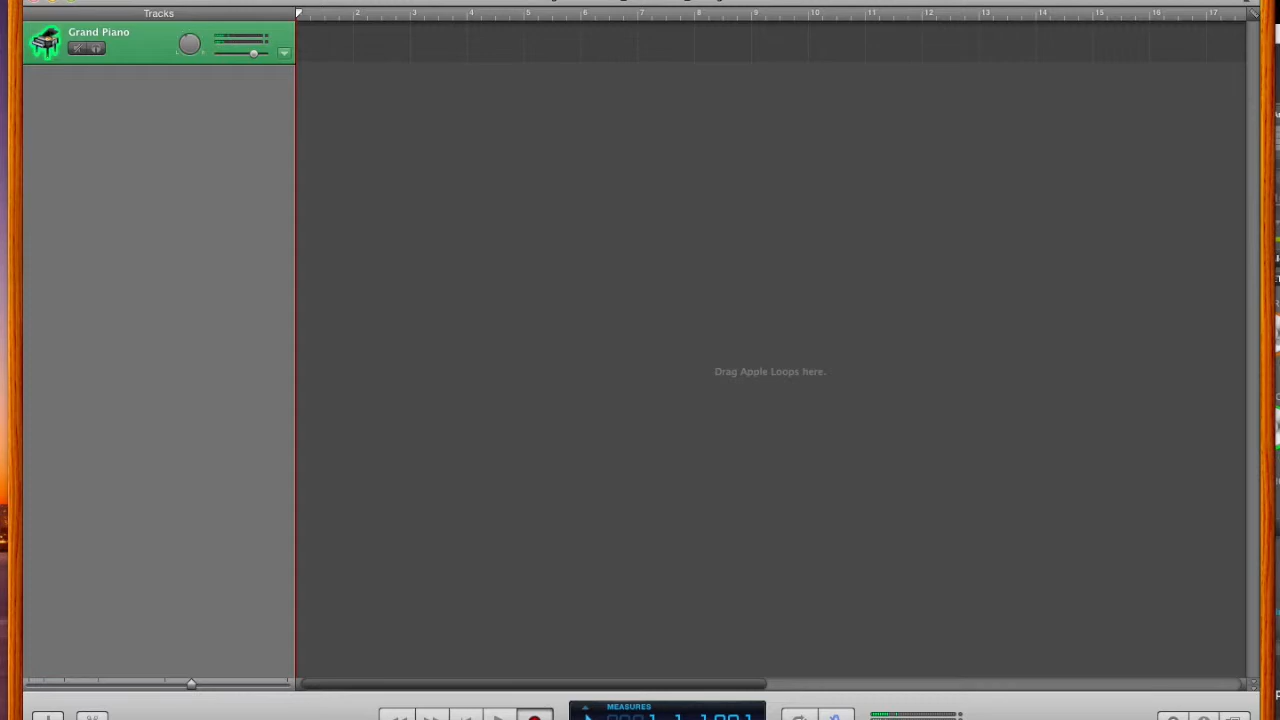 Tracks
2 3 4 5 6 7 8 9 10 11 12 13 14 15 16 17
Grand Piano
Drag Apple Loops here.
MEASURES